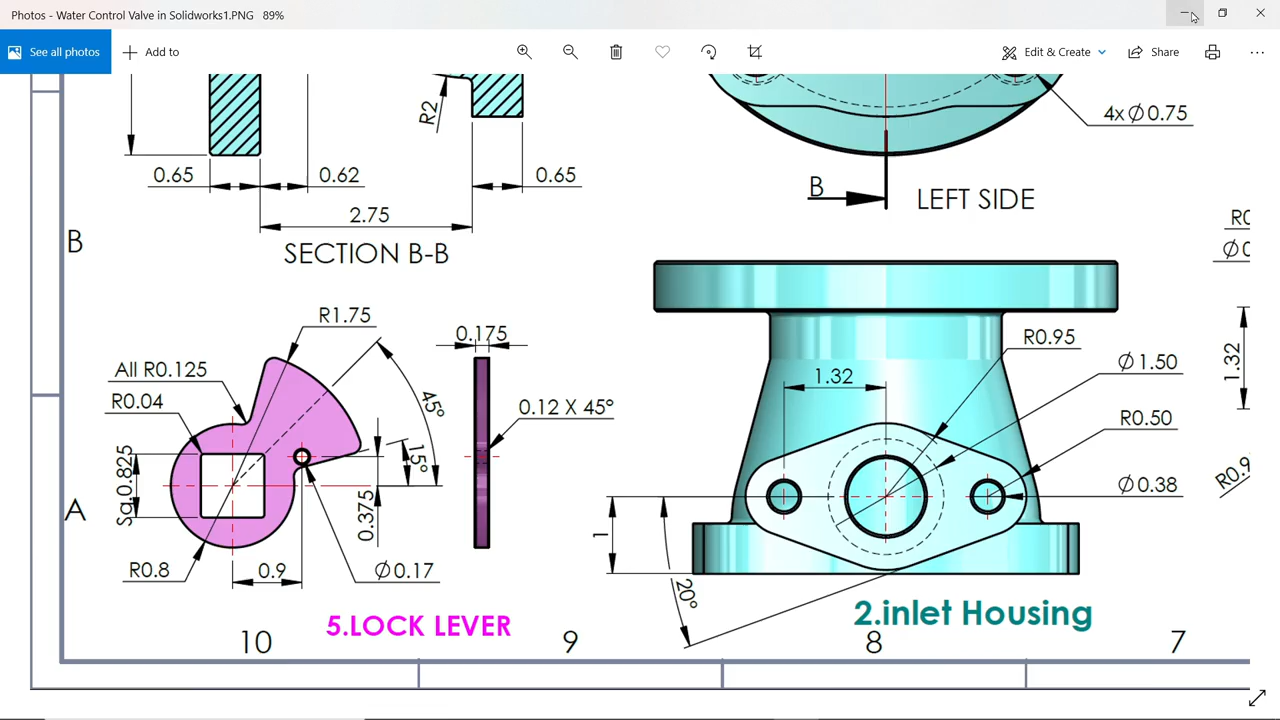 Photos - Water Control Valve in Solidworks1.PNG 89%
See all photos
Add to
Edit & Create
Share
R2
4x Ø 0.75
0.65
0.62
0.65
B
LEFT SIDE
2.75
B
SECTION B-B
R1.75
0.175
R0.95
1.32
All R0.125
Ø 1.50
1.32
R0.04
45°
0.12 X 45°
R0.50
15°
Sq.0.825
Ø 0.38
0.375
A
1
R0.8
0.9
Ø 0.17
20°
2.inlet Housing
5.LOCK LEVER
10
9
8
7